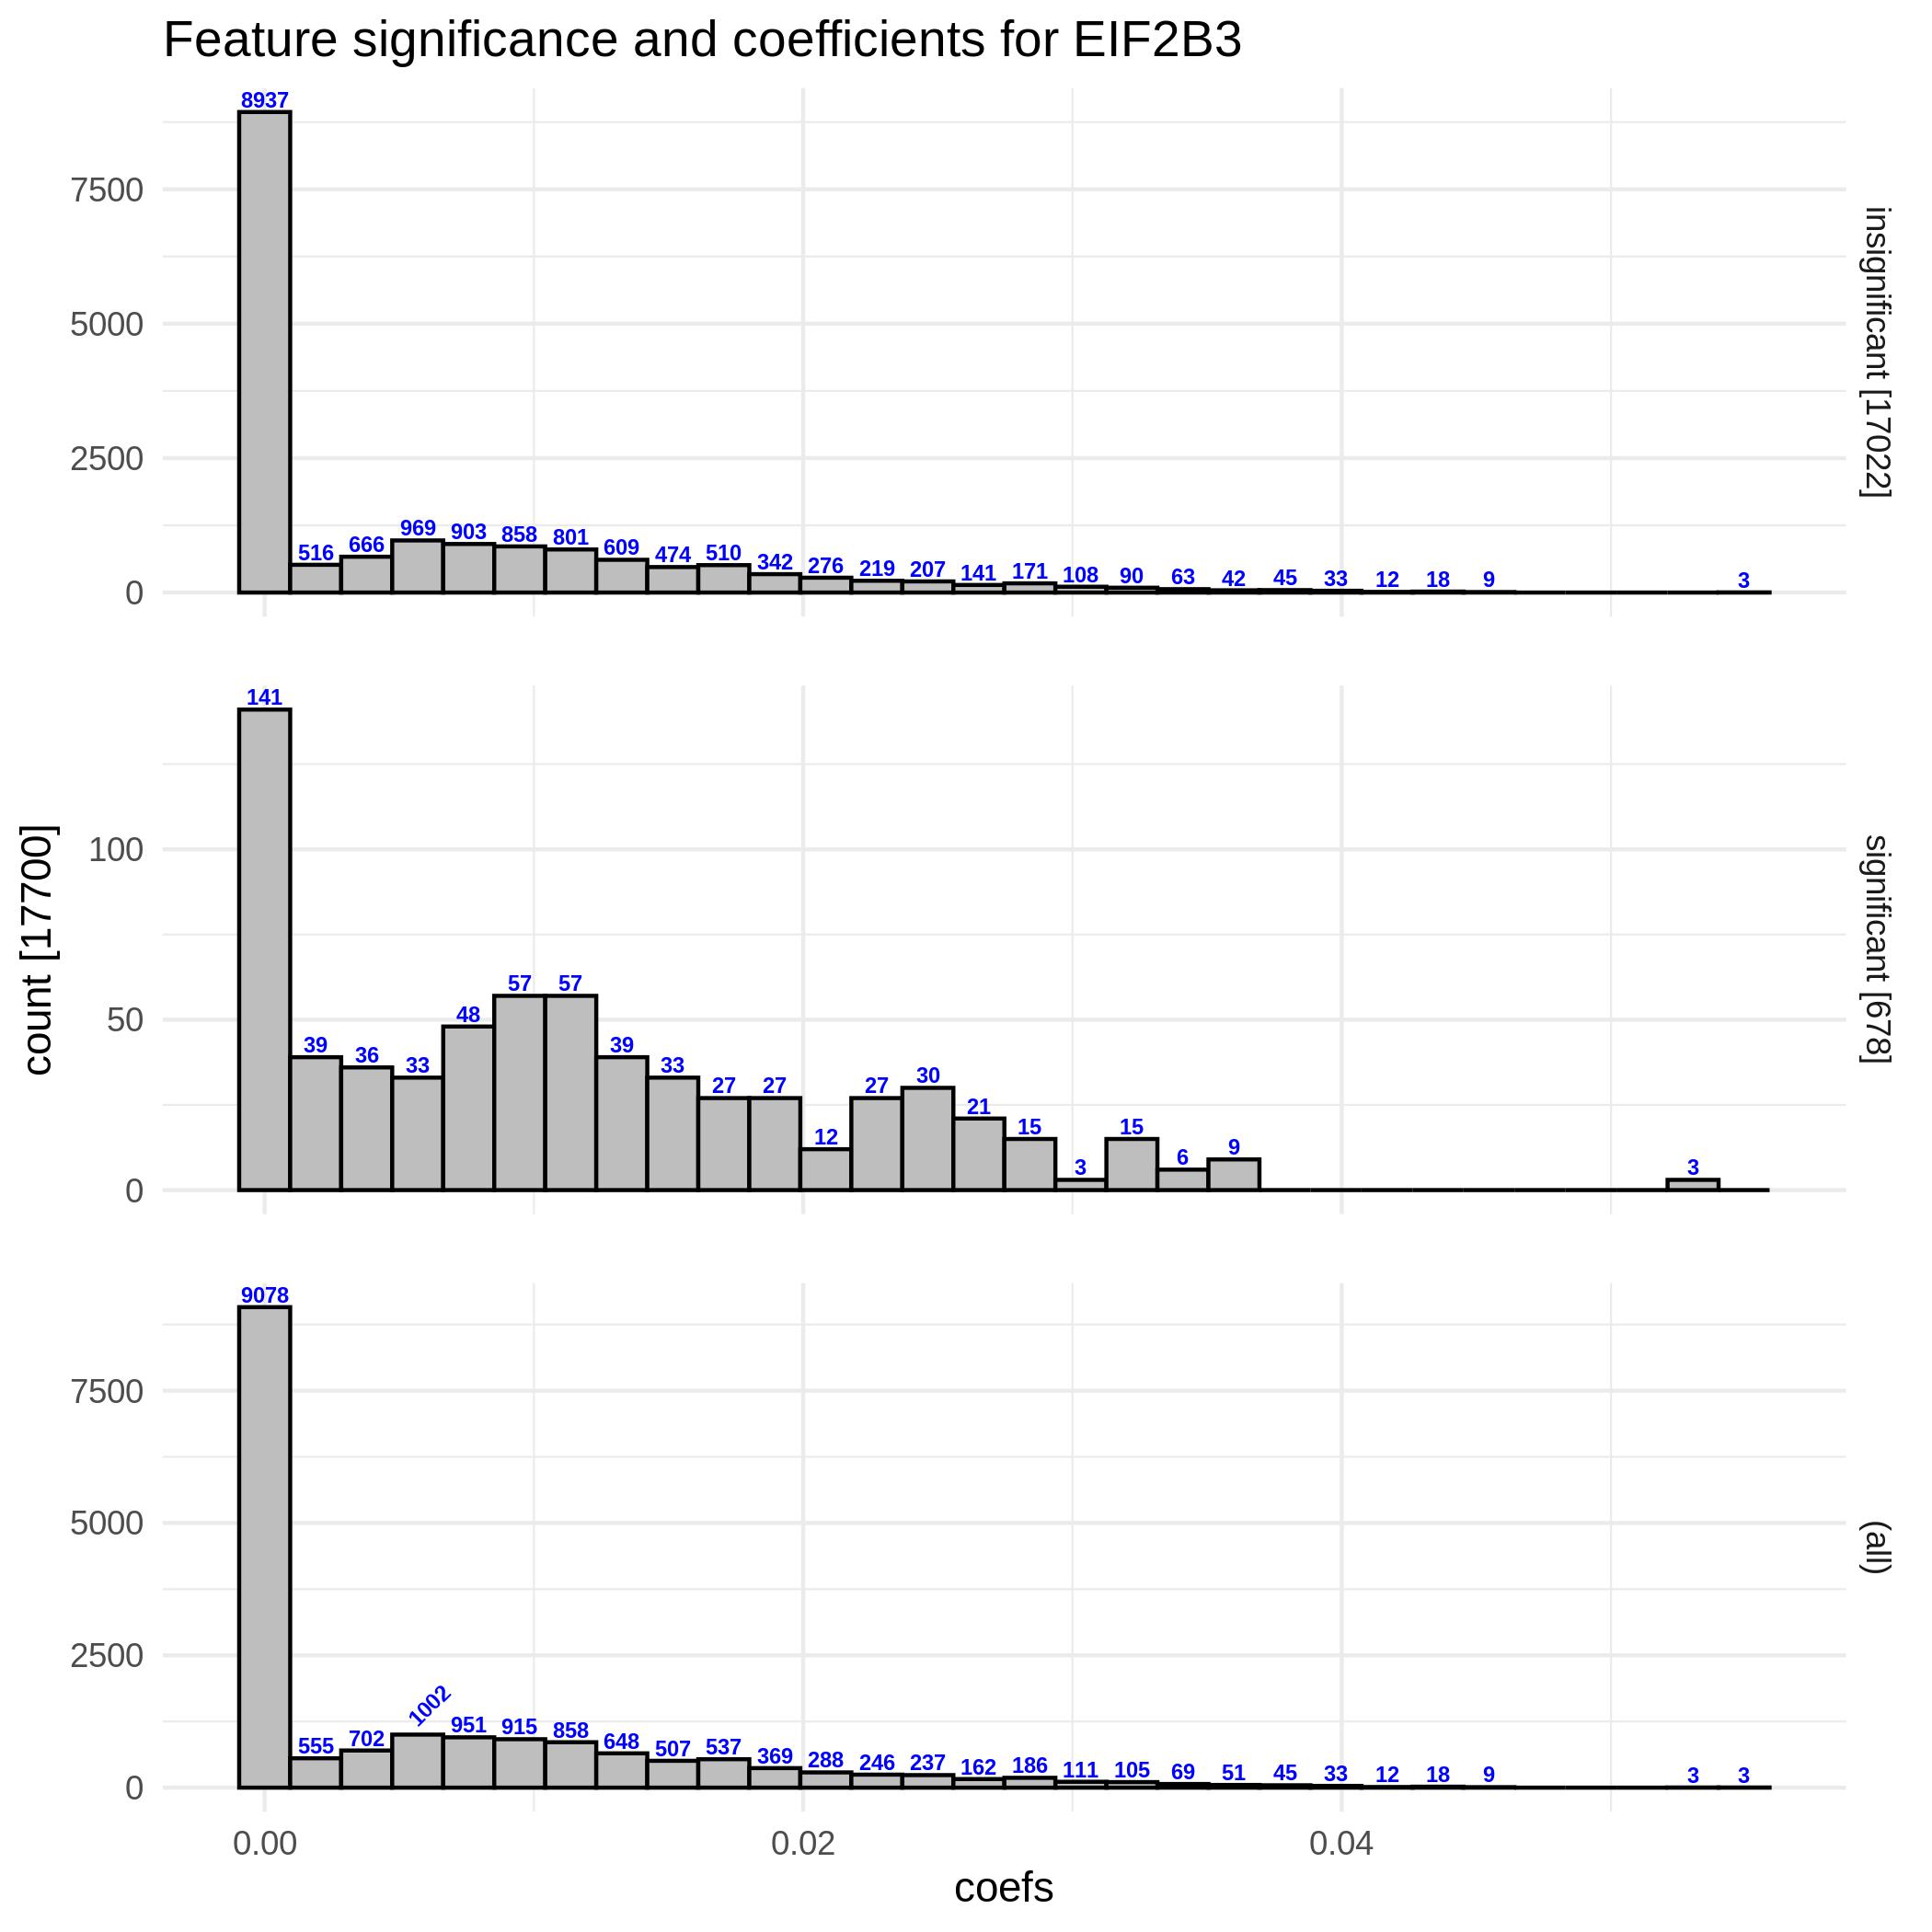 Feature significance and coefficients for EIF2B3
8937
7500
5000
2500
0
516 666 969 903 858 801 609 474 510 342 276 219 207 141 171 108 90 63 42 45 33 12 18 9 3
insignificant [17022]
141
100
50
0
39 36 33 48 57 57 39 33 27 27 12 27 30 21 15 3 15 6 9 3
significant [678]
count [17700]
9078
7500
5000
2500
0
555 702 1002 951 915 858 648 507 537 369 288 246 237 162 186 111 105 69 51 45 33 12 18 9 3 3
(all)
0.00 0.02 0.04
coefs